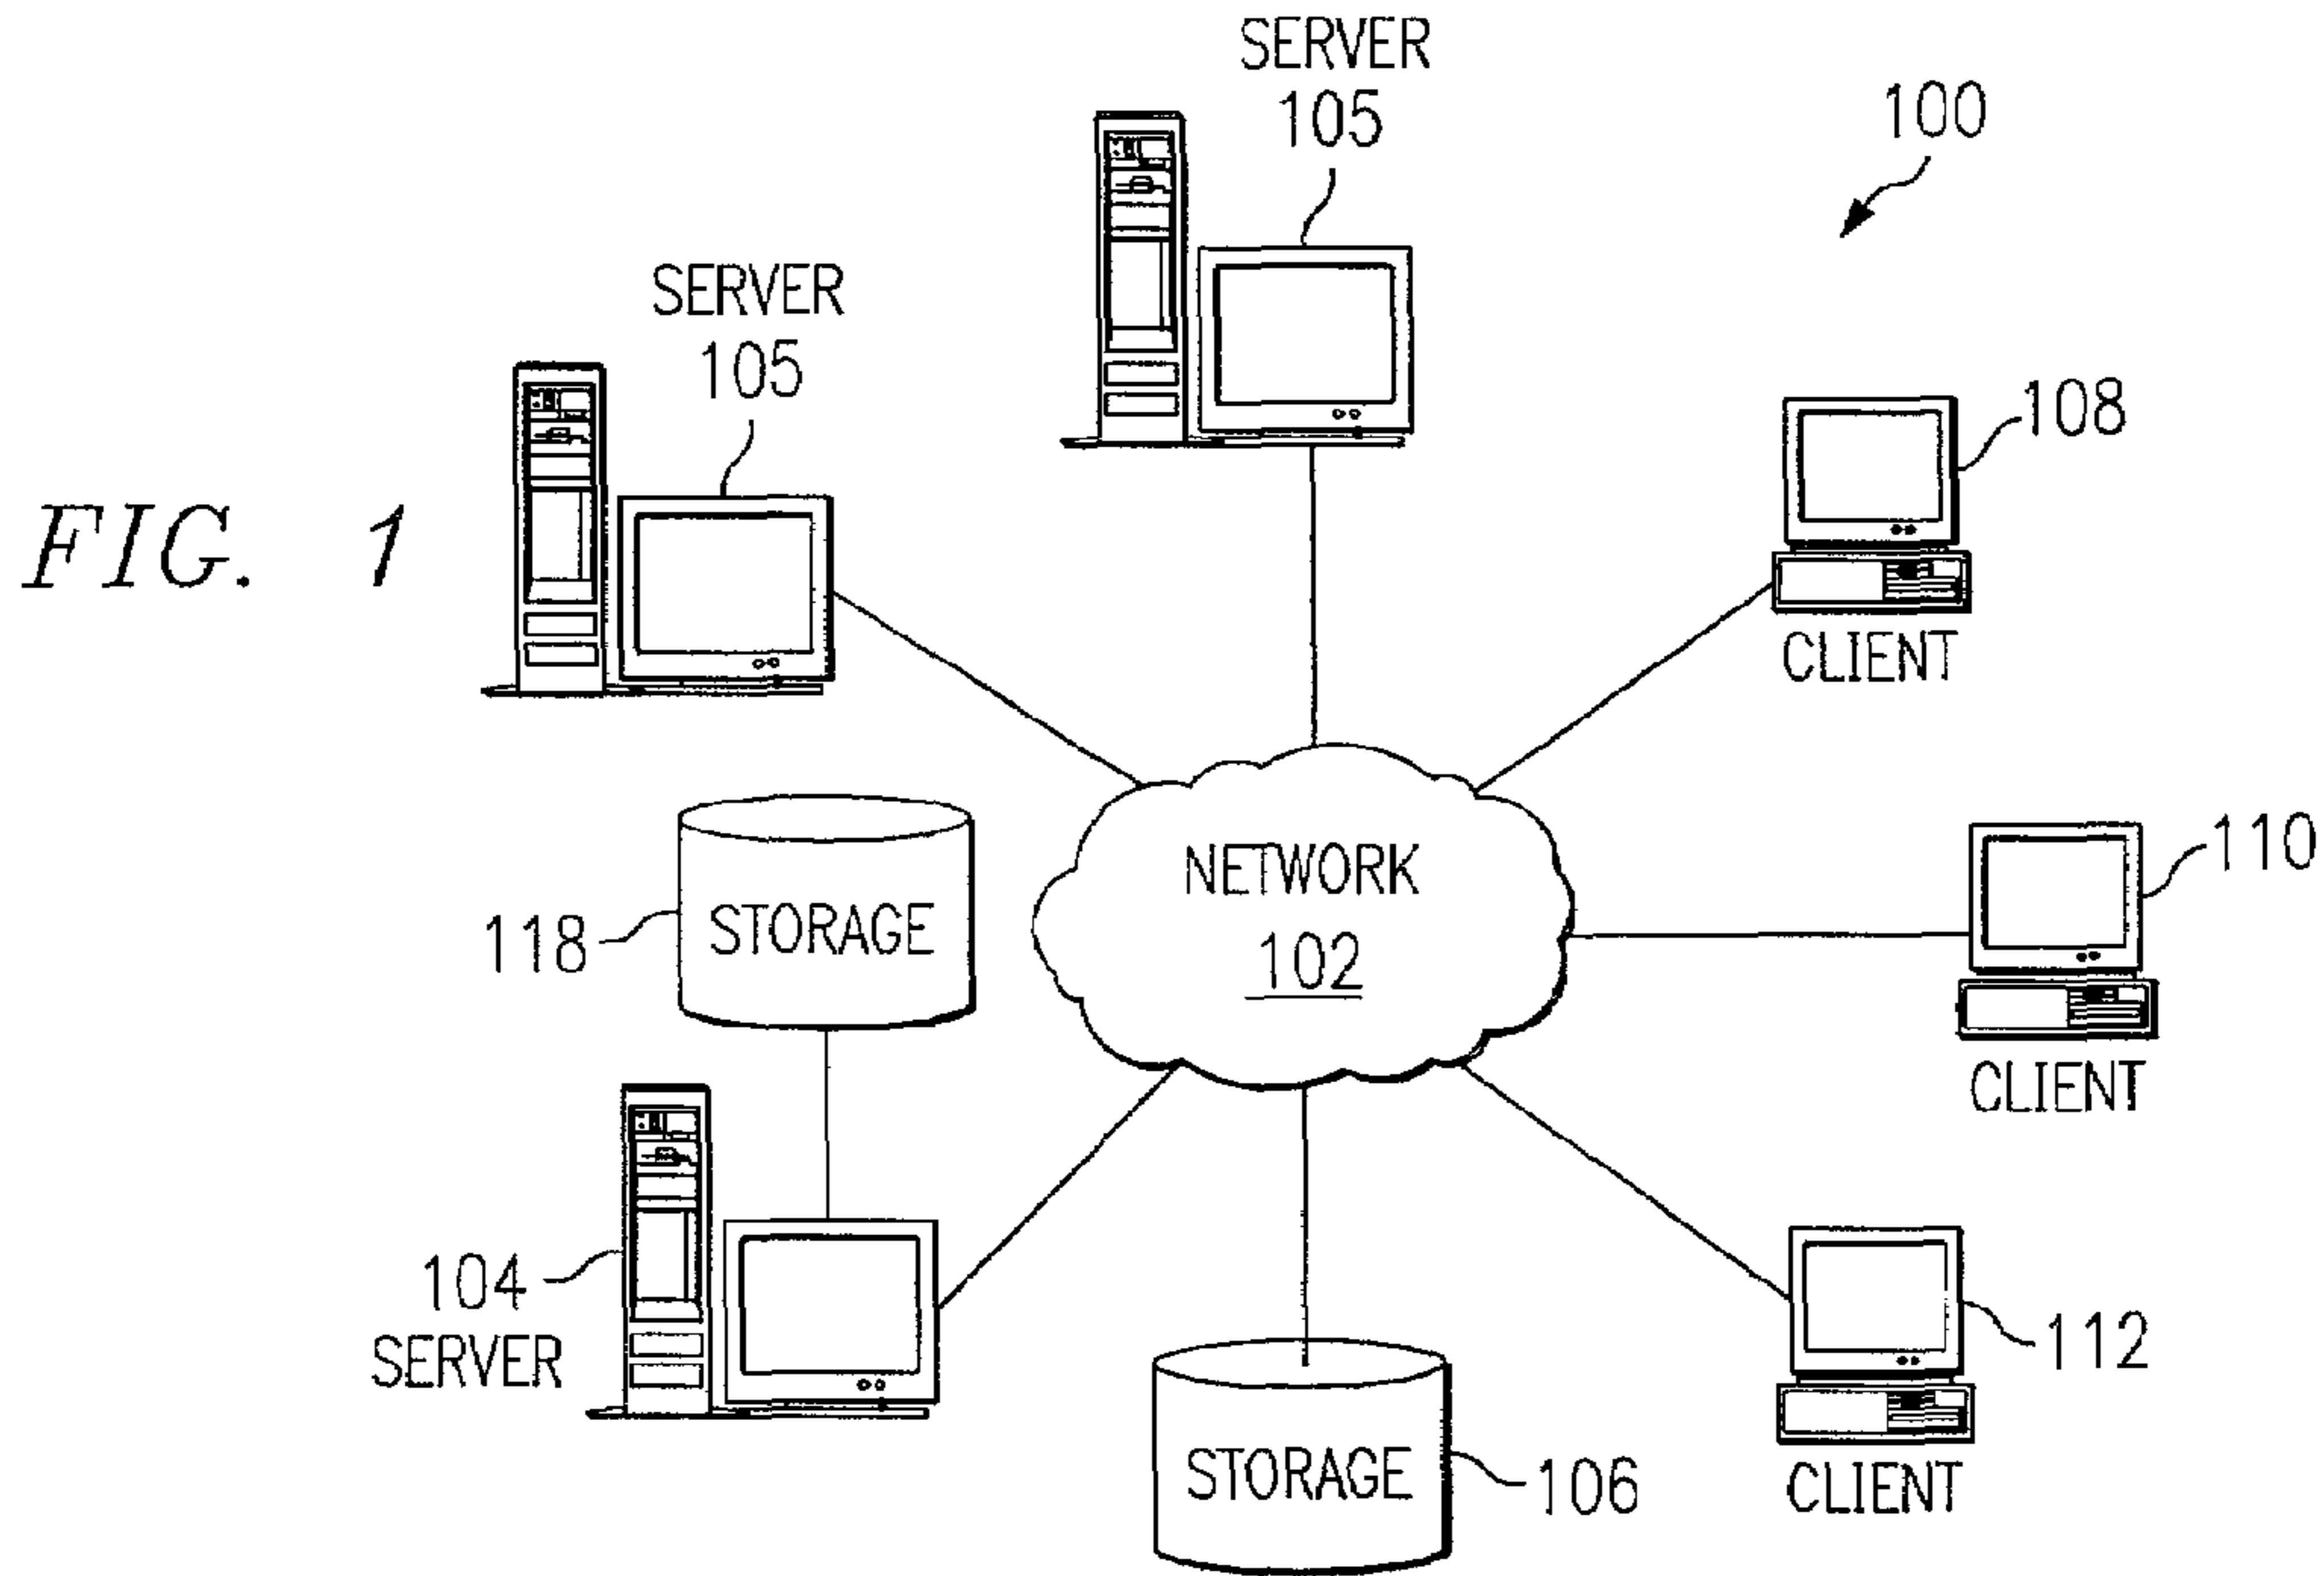 SERVER
105
100
SERVER
105
108
FIG. 1
CLIENT
110
NETWORK
118
STORAGE
102
CLIENT
104
SERVER
112
STORAGE
106
CLIENT